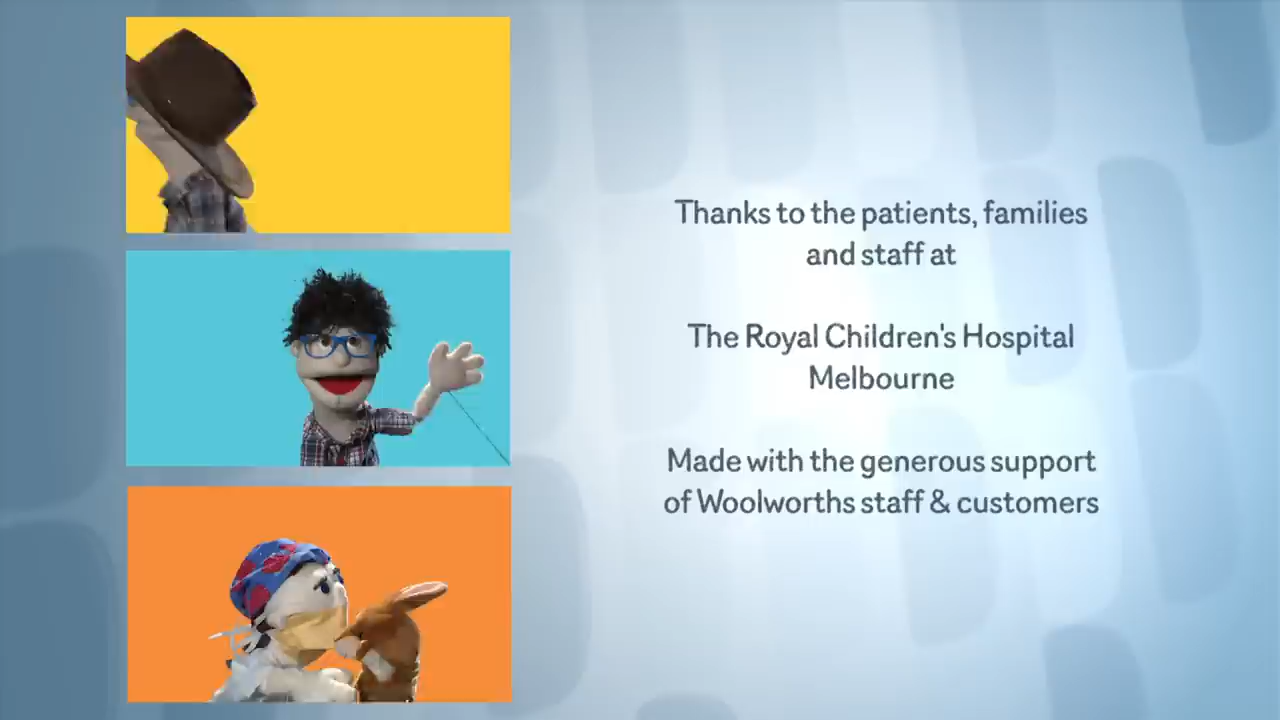 Thanks to the patients, families
and staff at
The Royal Children's Hospital
Melbourne
Made with the generous support
of Woolworths staff & customers